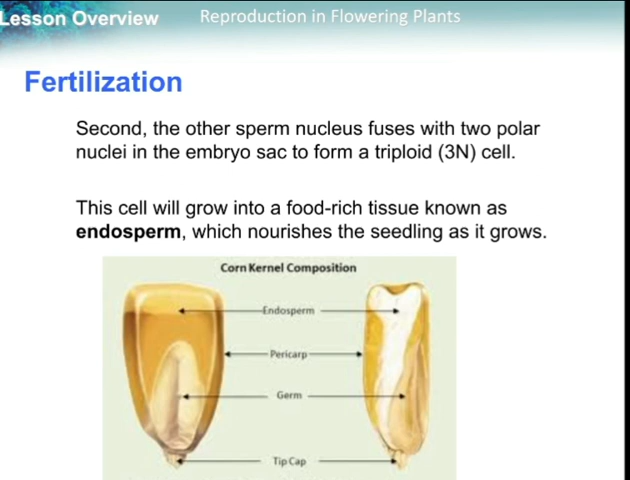 Lesson Overview Reproduction in Flowering Plants
Fertilization
Second, the other sperm nucleus fuses with two polar
nuclei in the embryo sac to form a triploid (3N) cell.
This cell will grow into a food-rich tissue known as
endosperm, which nourishes the seedling as it grows.
Corn Kernel Composition
Endosperm
Pericarp
Germ
Tip Cap